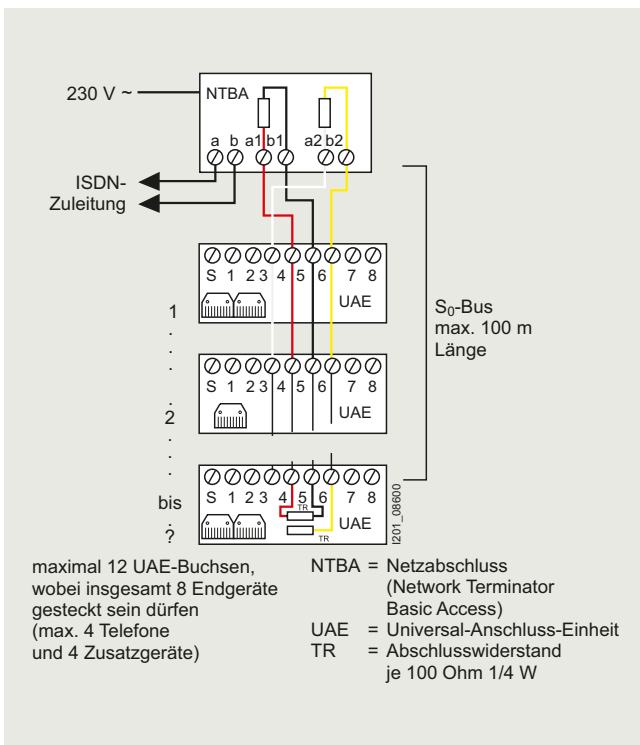 230 V ~
NTBA
a b a1 b1 a2 b2
ISDN-
Zuleitung
S 1 2 3 4 5 6 7 8
UAE
1
S0-Bus
max. 100 m
Länge
S 1 2 3 4 5 6 7 8
UAE
2
S 1 2 3 4 5 6 7 8
TR
UAE
TR
bis
?
I201_08600
maximal 12 UAE-Buchsen,
wobei insgesamt 8 Endgeräte
gesteckt sein dürfen
(max. 4 Telefone
und 4 Zusatzgeräte)
NTBA = Netzabschluss
(Network Terminator
Basic Access)
UAE = Universal-Anschluss-Einheit
TR = Abschlusswiderstand
je 100 Ohm 1/4 W